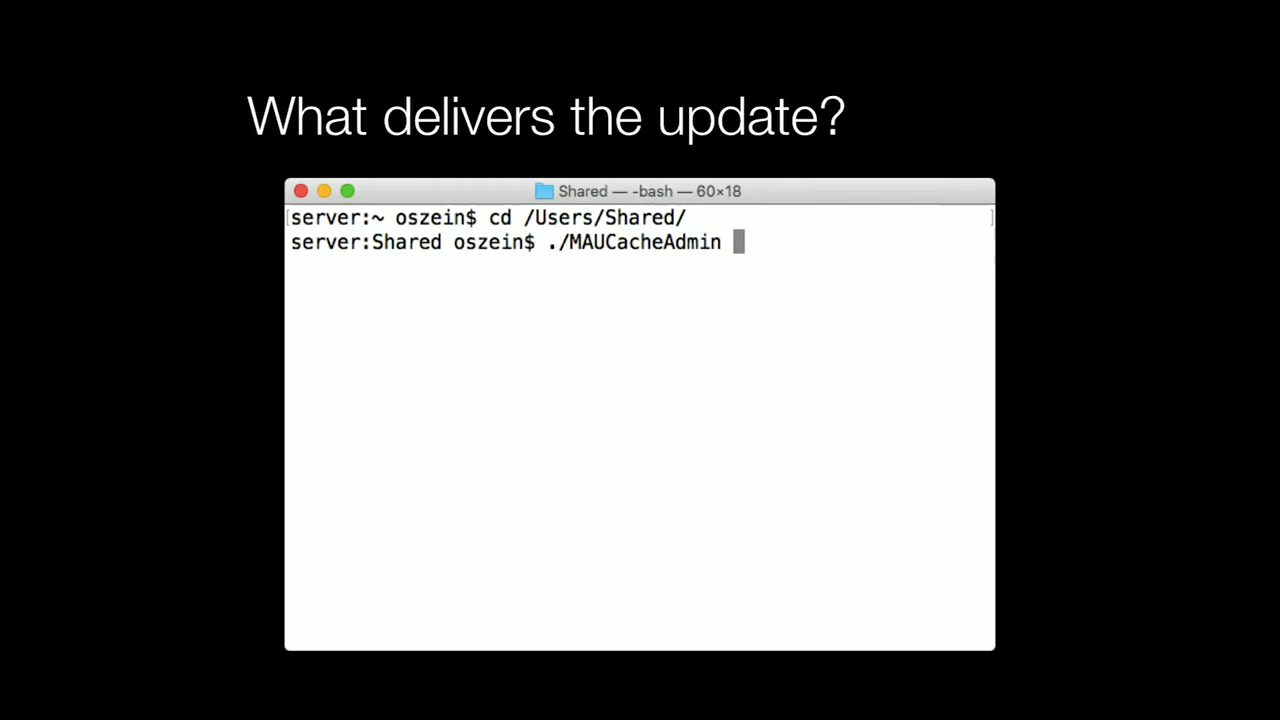 What delivers the update?
Shared — -bash — 60×18
server:~ oszein$ cd /Users/Shared/
server:Shared oszein$ ./MAUCacheAdmin